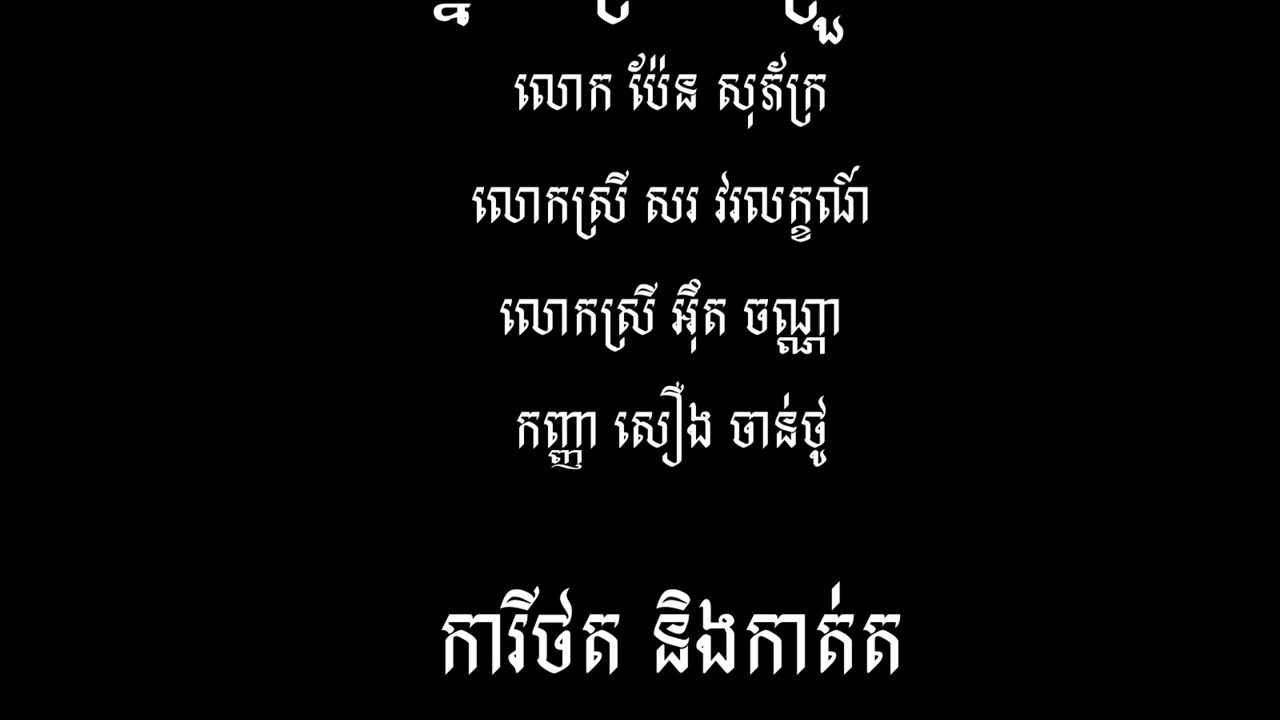 លោក ប៉ែន សុភ័ក្រ
លោកស្រី សរ វរលក្ខណ៍
លោកស្រី អ៊ឹត ចណ្ណា
កញ្ញា សឿង ចាន់ថូ
ការីថត និងកាត់ត